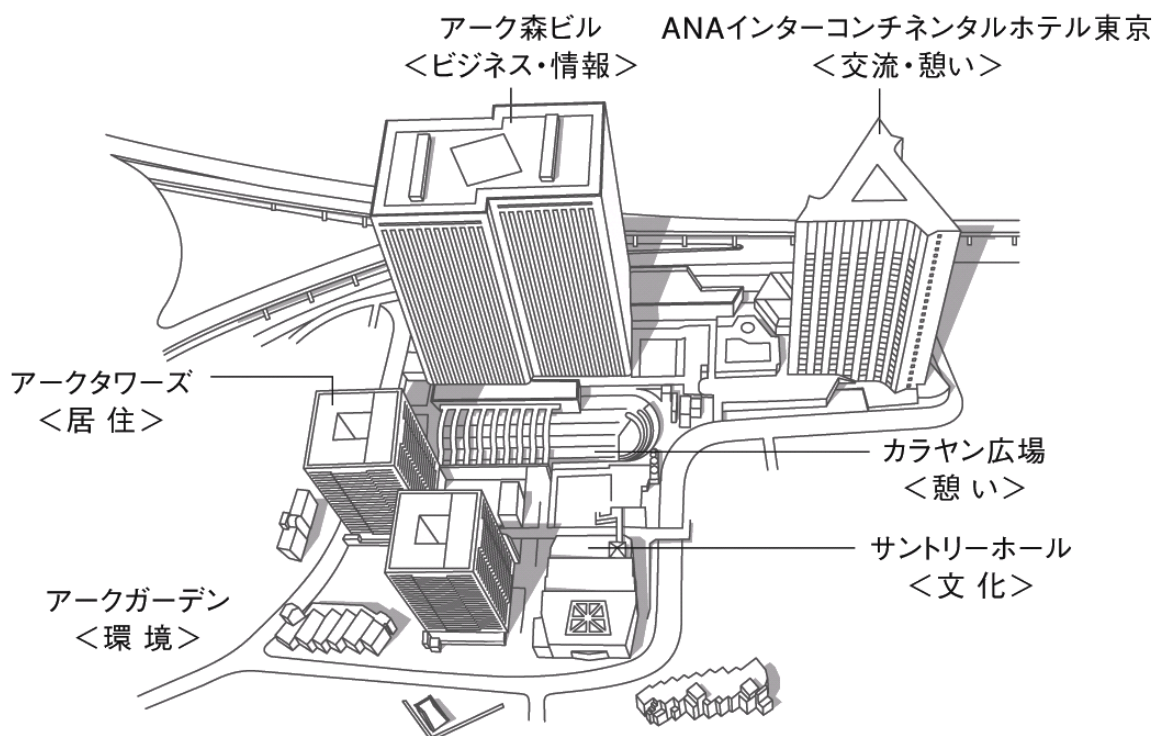 アーク森ビル
＜ビジネス・情報＞
ANAインターコンチネンタルホテル東京
＜交流・憩い＞
アークタワーズ
＜居 住＞
カラヤン広場
＜憩 い＞
サントリーホール
＜文 化＞
アークガーデン
＜環 境＞